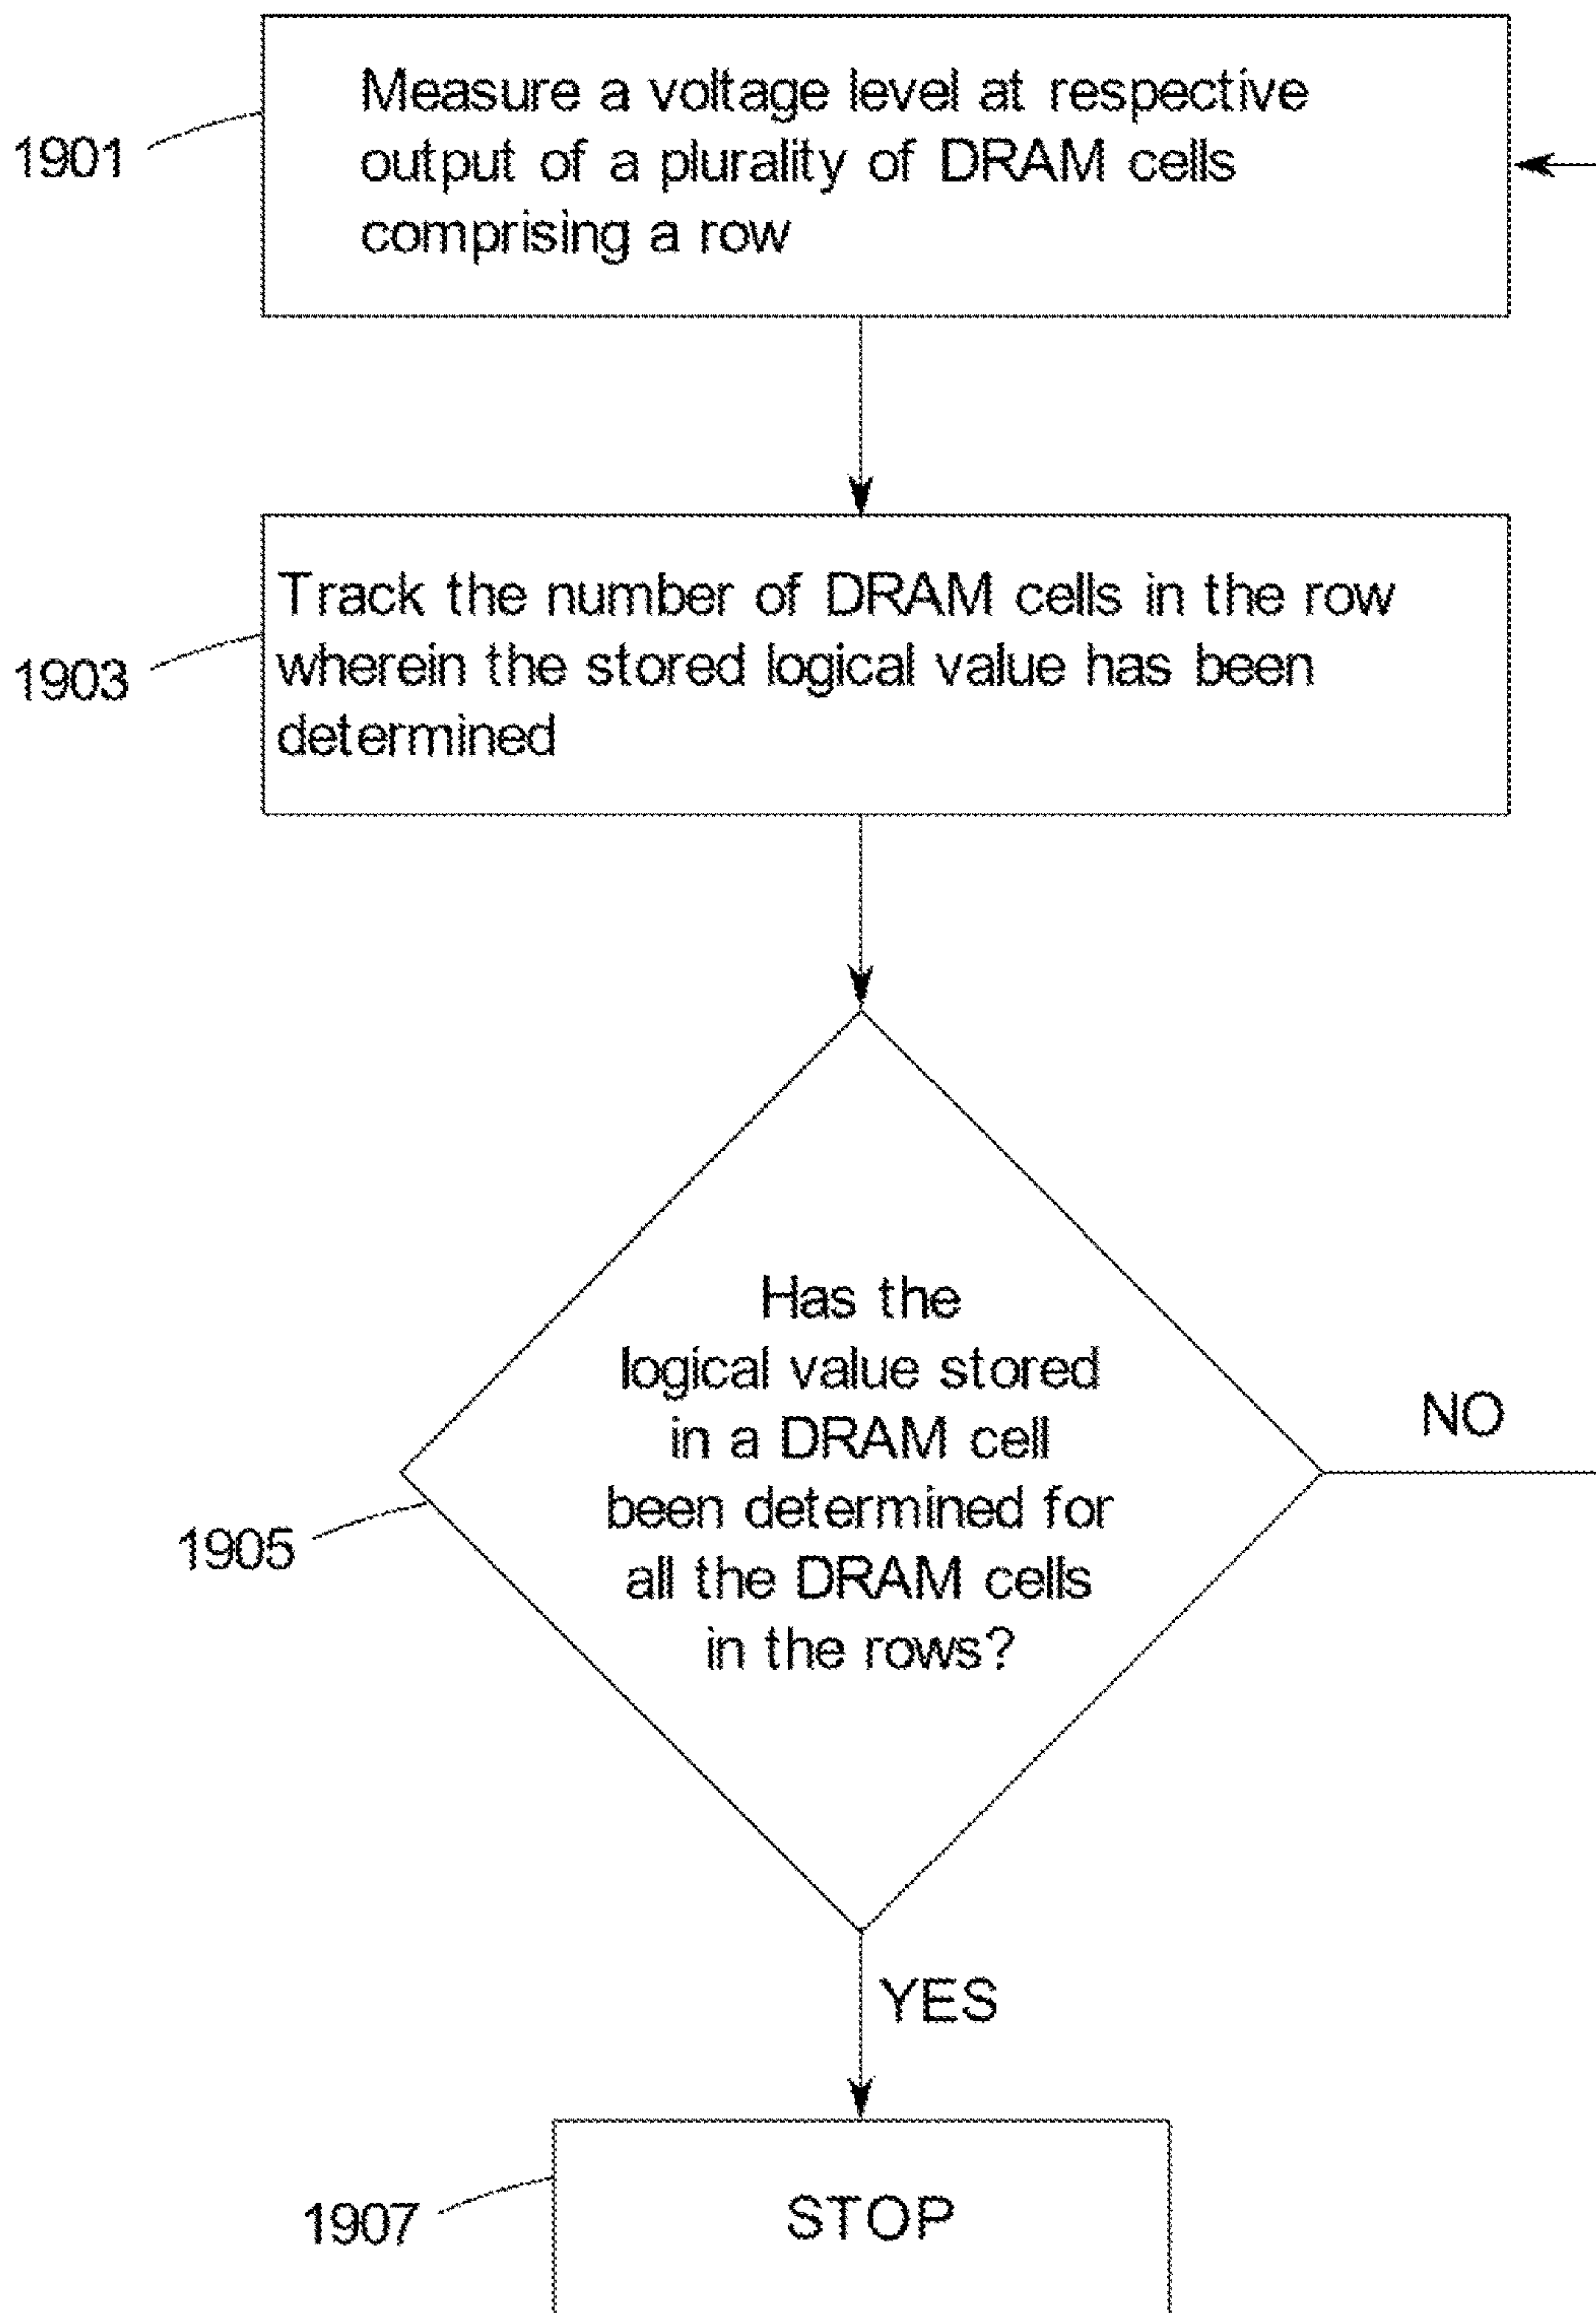 Measure a voltage level at respective
1901
output of a plurality of DRAM cells
comprising a row
Track the number of DRAM cells in the row
1903
wherein the stored logical value has been
determined
Has the
logical value stored
NO
in a DRAM cell
been determined for
1905
all the DRAM cells
in the rows?
YES
1907
STOP